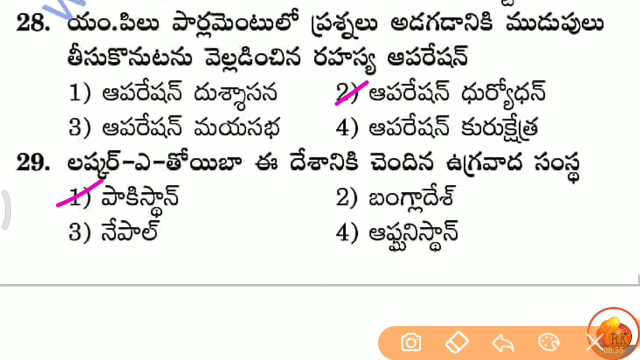 28. యం.పిలు పార్లమెంటులో ప్రశ్నలు అడగడానికి ముడుపులు
తీసుకొనుటను వెల్లడించిన రహస్య ఆపరేషన్
1) ఆపరేషన్ దుశ్శాసన 2) ఆపరేషన్ ధుర్యోధన్
3) ఆపరేషన్ మయసభ 4) ఆపరేషన్ కురుక్షేత్ర
29. లష్కర్-ఎ-తోయిబా ఈ దేశానికి చెందిన ఉగ్రవాద సంస్థ
1) పాకిస్థాన్ 2) బంగ్లాదేశ్
3) నేపాల్ 4) ఆఫ్ఘనిస్థాన్
RK